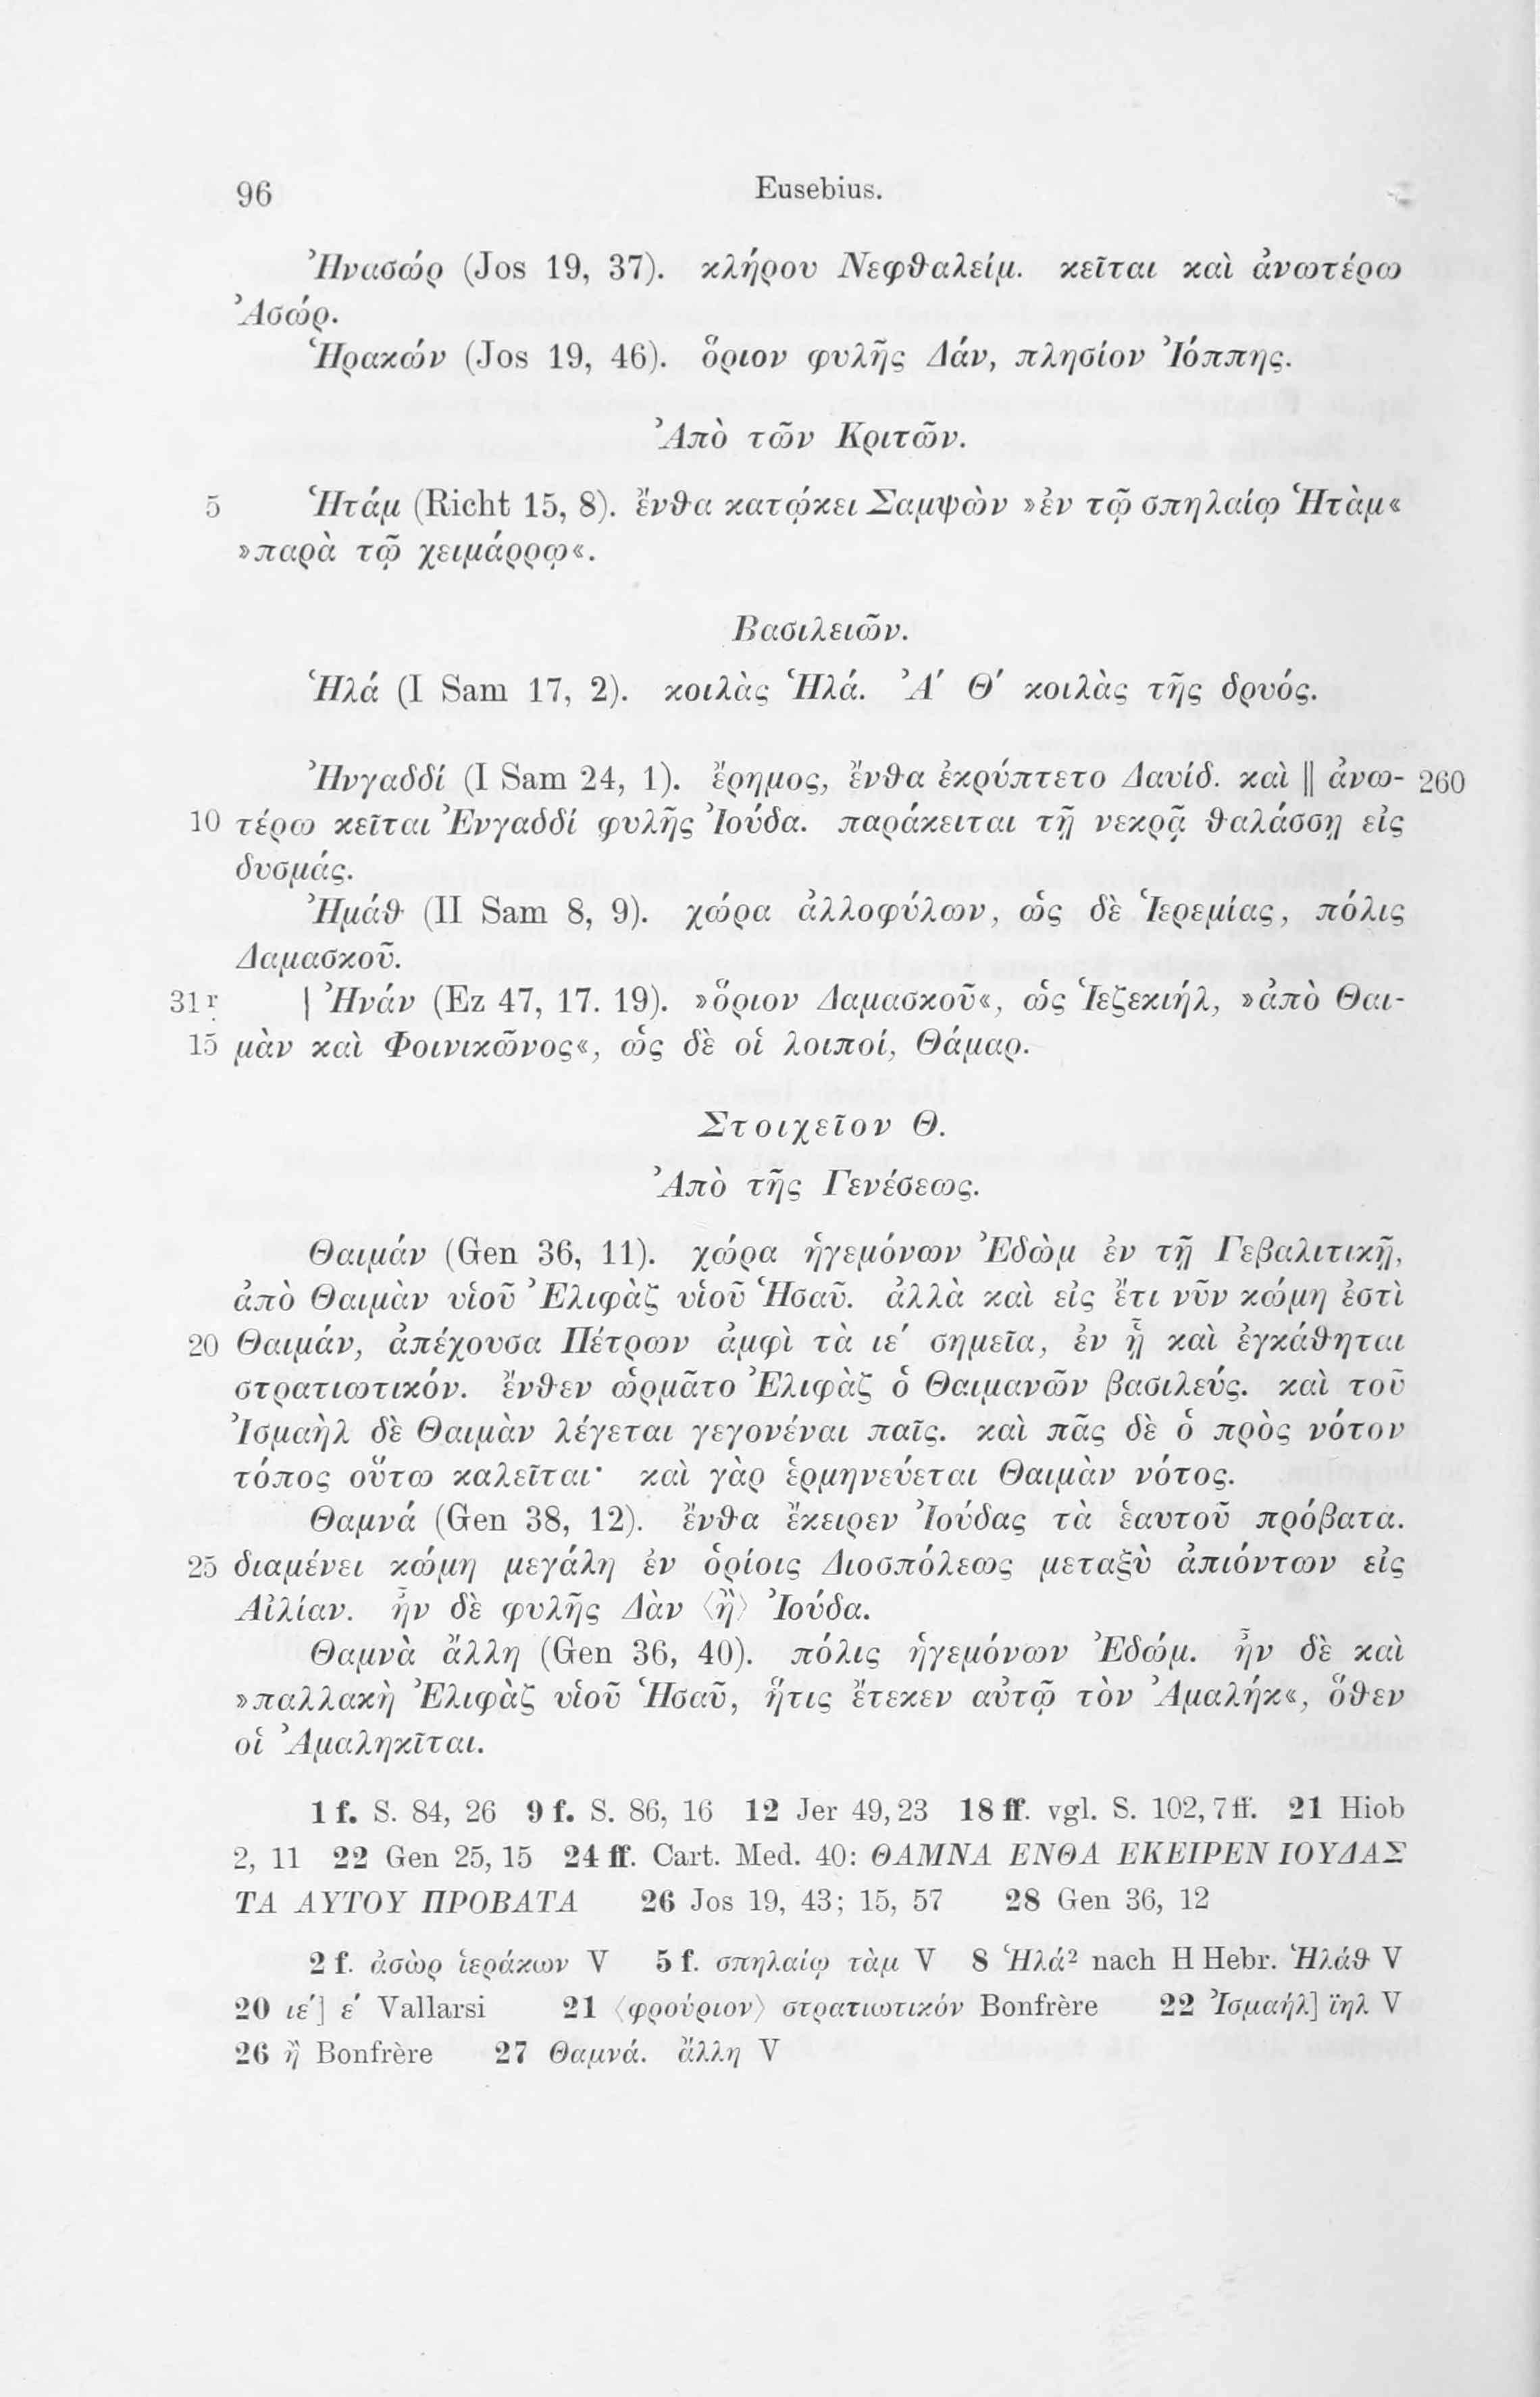 96 Eusebius.
Ἠνασώρ (Jos 19, 37). κλήρου Νεφθαλείμ. κεῖται καὶ ἀνωτέρω
Ἀσώρ.
Ἡρακών (Jos 19, 46). ὅριον φυλῆς Δάν, πλησίον Ἰόππης.
Ἀπὸ τῶν Κριτῶν.
5 Ἡτάμ (Richt 15, 8). ἔνθα κατῴκει Σαμψὼν »ἐν τῷ σπηλαίῳ Ἡτὰμ«
»παρὰ τῷ χειμάρρῳ«.
Βασιλειῶν.
Ἡλά (I Sam 17, 2). κοιλὰς Ἡλά. Ἀ′ Θ′ κοιλὰς τῆς δρυός.
Ἠνγαδδί (I Sam 24, 1). ἔρημος, ἔνθα ἐκρύπτετο Δαυίδ. καὶ || ἀνω- 260
10 τέρω κεῖται Ἐνγαδδί φυλῆς Ἰούδα. παράκειται τῇ νεκρᾷ θαλάσσῃ εἰς
δυσμάς.
Ἠμάθ (II Sam 8, 9). χώρα ἀλλοφύλων, ὡς δὲ Ἱερεμίας, πόλις
Δαμασκοῦ.
31r | Ἠνάν (Ez 47, 17. 19). »ὅριον Δαμασκοῦ«, ὡς Ἰεζεκιήλ, »ἀπὸ Θαι-
15 μὰν καὶ Φοινικῶνος«, ὡς δὲ οἱ λοιποί, Θάμαρ.
Στοιχεῖον Θ.
Ἀπὸ τῆς Γενέσεως.
Θαιμάν (Gen 36, 11). χώρα ἡγεμόνων Ἐδὼμ ἐν τῇ Γεβαλιτικῇ,
ἀπὸ Θαιμὰν υἱοῦ Ἐλιφὰζ υἱοῦ Ἡσαῦ. ἀλλὰ καὶ εἰς ἔτι νῦν κώμη ἐστὶ
20 Θαιμάν, ἀπέχουσα Πέτρων ἀμφὶ τὰ ιε′ σημεῖα, ἐν ᾗ καὶ ἐγκάθηται
στρατιωτικόν. ἔνθεν ὡρμᾶτο Ἐλιφὰζ ὁ Θαιμανῶν βασιλεύς. καὶ τοῦ
Ἰσμαὴλ δὲ Θαιμὰν λέγεται γεγονέναι παῖς. καὶ πᾶς δὲ ὁ πρὸς νότον
τόπος οὕτω καλεῖται· καὶ γὰρ ἑρμηνεύεται Θαιμὰν νότος.
Θαμνά (Gen 38, 12). ἔνθα ἔκειρεν Ἰούδας τὰ ἑαυτοῦ πρόβατα.
25 διαμένει κώμη μεγάλη ἐν ὁρίοις Διοσπόλεως μεταξὺ ἀπιόντων εἰς
Αἰλίαν. ἦν δὲ φυλῆς Δὰν ⟨ἢ⟩ Ἰούδα.
Θαμνὰ ἄλλη (Gen 36, 40). πόλις ἡγεμόνων Ἐδώμ. ἦν δὲ καὶ
»παλλακὴ Ἐλιφὰζ υἱοῦ Ἡσαῦ, ἥτις ἔτεκεν αὐτῷ τὸν Ἀμαλήκ«, ὅθεν
οἱ Ἀμαληκῖται.
1 f. S. 84, 26 9 f. S. 86, 16 12 Jer 49, 23 18 ff. vgl. S. 102, 7 ff. 21 Hiob
2, 11 22 Gen 25, 15 24 ff. Cart. Med. 40: ΘΑΜΝΑ ΕΝΘΑ ΕΚΕΙΡΕΝ ΙΟΥΔΑΣ
ΤΑ ΑΥΤΟΥ ΠΡΟΒΑΤΑ 26 Jos 19, 43; 15, 57 28 Gen 36, 12
2 f. ἀσὼρ ἱεράκων V 5 f. σπηλαίῳ τὰμ V 8 Ἡλά² nach H Hebr. Ἡλάθ V
20 ιε′] ε′ Vallarsi 21 ⟨φρούριον⟩ στρατιωτικόν Bonfrère 22 Ἰσμαήλ] ϊηλ V
26 ἢ Bonfrère 27 Θαμνά. ἄλλη V